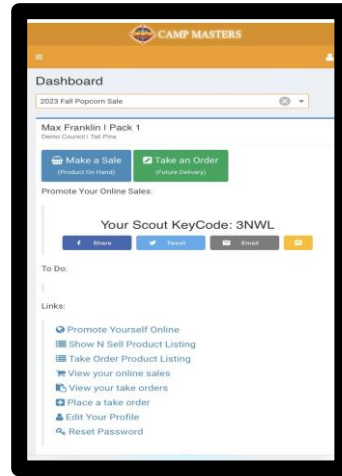 CAMP MASTERS
Dashboard
2023 Fall Popcorn Sale
Max Franklin | Pack 1
Demo Council | Tall Pine
Make a Sale
(Product On Hand)
Take an Order
(Future Delivery)
Promote Your Online Sales:
Your Scout KeyCode: 3NWL
Share
Tweet
Email
To Do:
Links:
Promote Yourself Online
Show N Sell Product Listing
Take Order Product Listing
View your online sales
View your take orders
Place a take order
Edit Your Profile
Reset Password